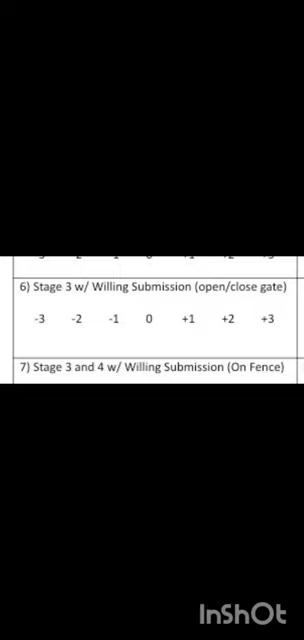 6) Stage 3 w/ Willing Submission (open/close gate)
-3 -2 -1 0 +1 +2 +3
7) Stage 3 and 4 w/ Willing Submission (On Fence)
InShOt